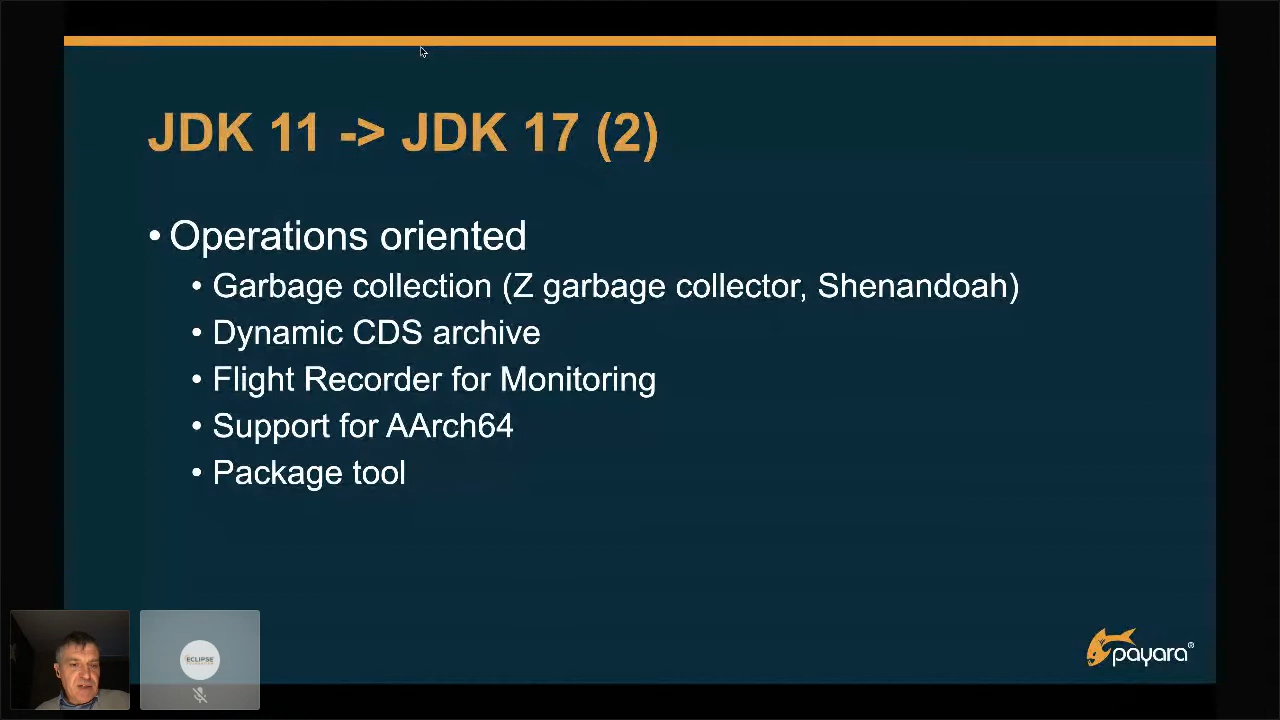 JDK 11 -> JDK 17 (2)
• Operations oriented
• Garbage collection (Z garbage collector, Shenandoah)
• Dynamic CDS archive
• Flight Recorder for Monitoring
• Support for AArch64
• Package tool
ECLIPSE
payara®